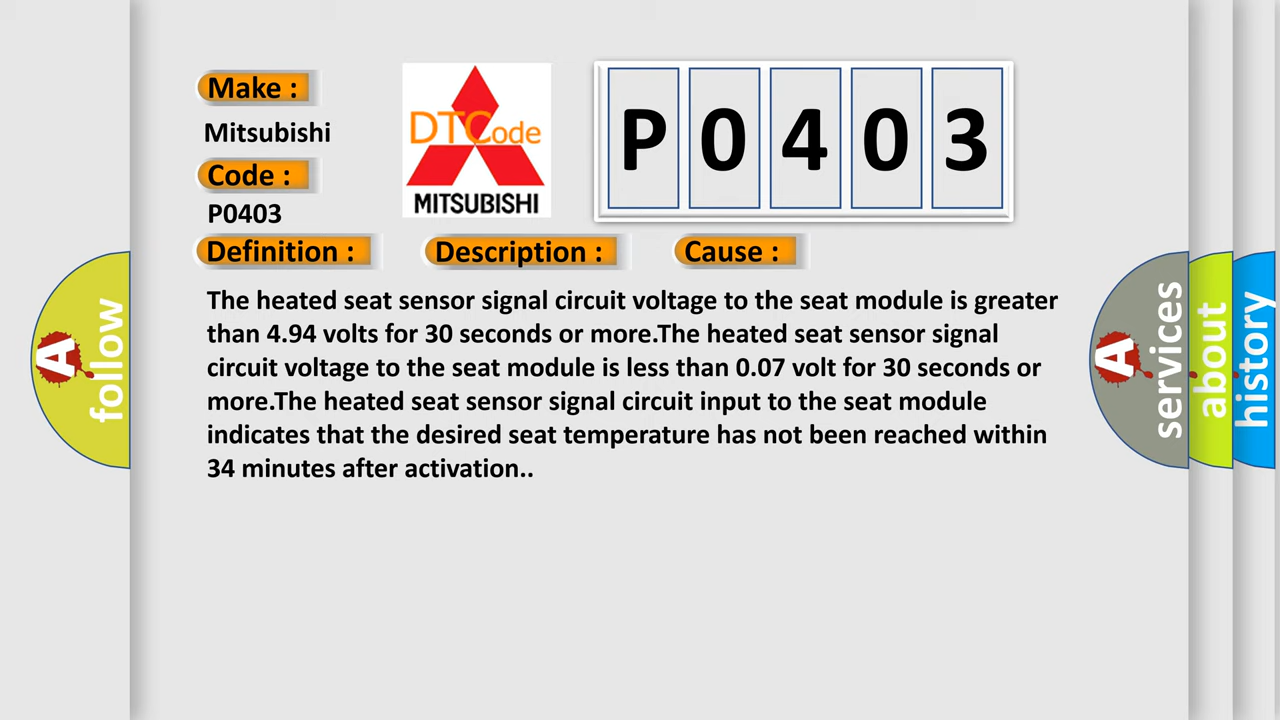 Make :
Mitsubishi
Code :
P0403
DTCode
MITSUBISHI
P0403
Definition :
Description :
Cause :
The heated seat sensor signal circuit voltage to the seat module is greater
than 4.94 volts for 30 seconds or more.The heated seat sensor signal
circuit voltage to the seat module is less than 0.07 volt for 30 seconds or
more.The heated seat sensor signal circuit input to the seat module
indicates that the desired seat temperature has not been reached within
34 minutes after activation..
A
follow
A
services
about
history